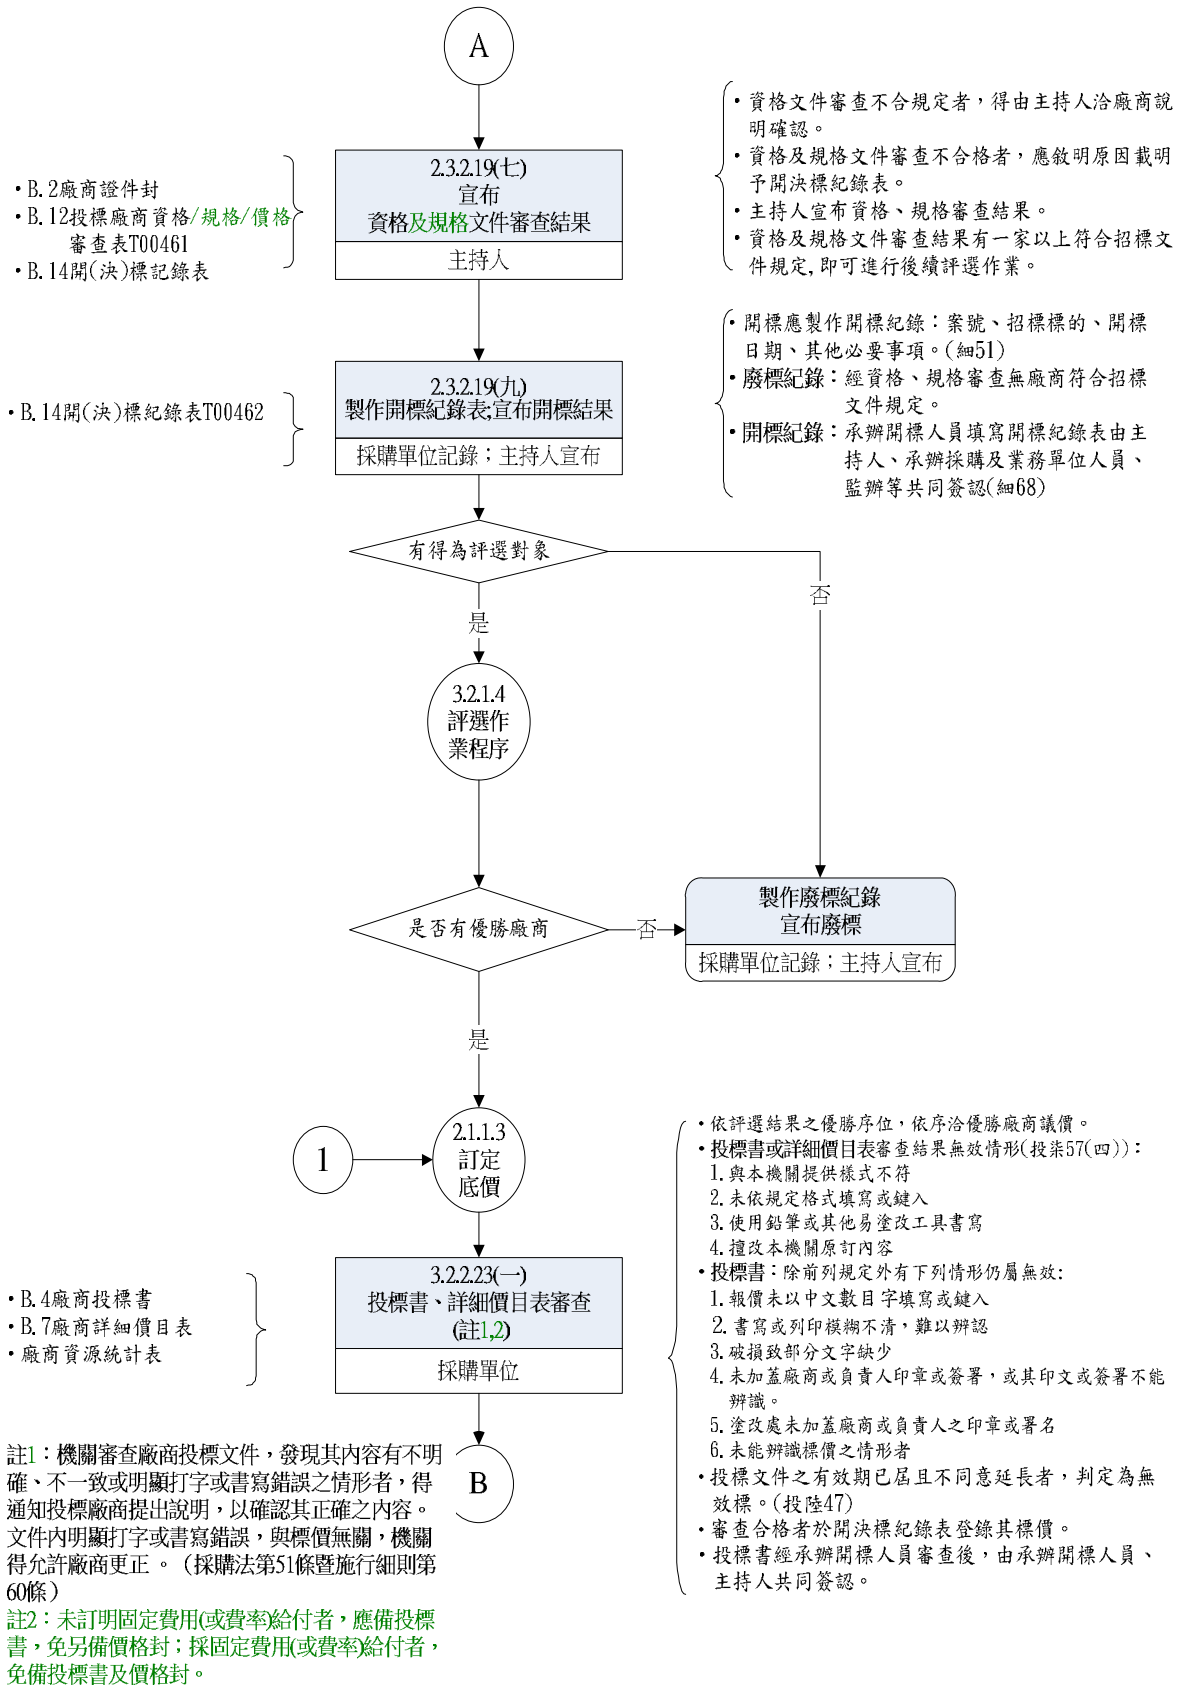 A
• B.2廠商證件封
• B.12投標廠商資格/規格/價格
審查表T00461
• B.14開(決)標記錄表
2.3.2.19(七)
宣布
資格及規格文件審查結果
主持人
• 資格文件審查不合規定者，得由主持人洽廠商說
明確認。
• 資格及規格文件審查不合格者，應敘明原因載明
予開決標紀錄表。
• 主持人宣布資格、規格審查結果。
• 資格及規格文件審查結果有一家以上符合招標文
件規定,即可進行後續評選作業。
• B.14開(決)標紀錄表T00462
2.3.2.19(九)
製作開標紀錄表;宣布開標結果
採購單位記錄；主持人宣布
• 開標應製作開標紀錄：案號、招標標的、開標
日期、其他必要事項。(細51)
• 廢標紀錄：經資格、規格審查無廠商符合招標
文件規定。
• 開標紀錄：承辦開標人員填寫開標紀錄表由主
持人、承辦採購及業務單位人員、
監辦等共同簽認(細68)
有得為評選對象
否
是
3.2.1.4
評選作
業程序
是否有優勝廠商
否
製作廢標紀錄
宣布廢標
採購單位記錄；主持人宣布
是
1
2.1.1.3
訂定
底價
• B.4廠商投標書
• B.7廠商詳細價目表
• 廠商資源統計表
3.2.2.23(一)
投標書、詳細價目表審查
(註1,2)
採購單位
B
• 依評選結果之優勝序位，依序洽優勝廠商議價。
• 投標書或詳細價目表審查結果無效情形(投柒57(四))：
1.與本機關提供樣式不符
2.未依規定格式填寫或鍵入
3.使用鉛筆或其他易塗改工具書寫
4.擅改本機關原訂內容
• 投標書：除前列規定外有下列情形仍屬無效:
1.報價未以中文數目字填寫或鍵入
2.書寫或列印模糊不清，難以辨認
3.破損致部分文字缺少
4.未加蓋廠商或負責人印章或簽署，或其印文或簽署不能
辨識。
5.塗改處未加蓋廠商或負責人之印章或署名
6.未能辨識標價之情形者
• 投標文件之有效期已屆且不同意延長者，判定為無
效標。(投陸47)
• 審查合格者於開決標紀錄表登錄其標價。
• 投標書經承辦開標人員審查後，由承辦開標人員、
主持人共同簽認。
註1：機關審查廠商投標文件，發現其內容有不明
確、不一致或明顯打字或書寫錯誤之情形者，得
通知投標廠商提出說明，以確認其正確之內容。
文件內明顯打字或書寫錯誤，與標價無關，機關
得允許廠商更正 。（採購法第51條暨施行細則第
60條）
註2：未訂明固定費用(或費率)給付者，應備投標
書，免另備價格封；採固定費用(或費率)給付者，
免備投標書及價格封。